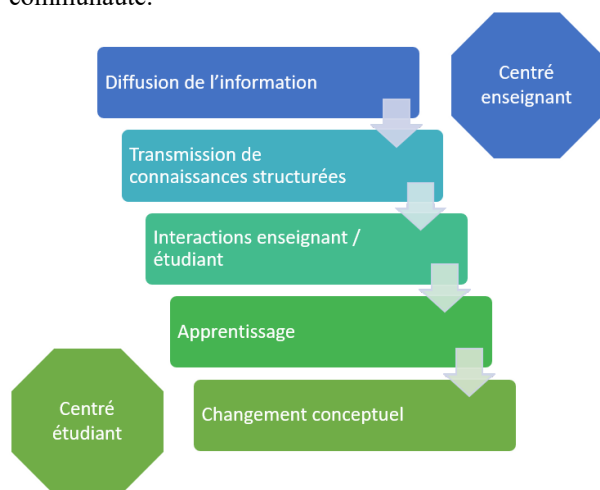 communauté.
Diffusion de l’information
Centré
enseignant
Transmission de
connaissances structurées
Interactions enseignant /
étudiant
Apprentissage
Centré
étudiant
Changement conceptuel